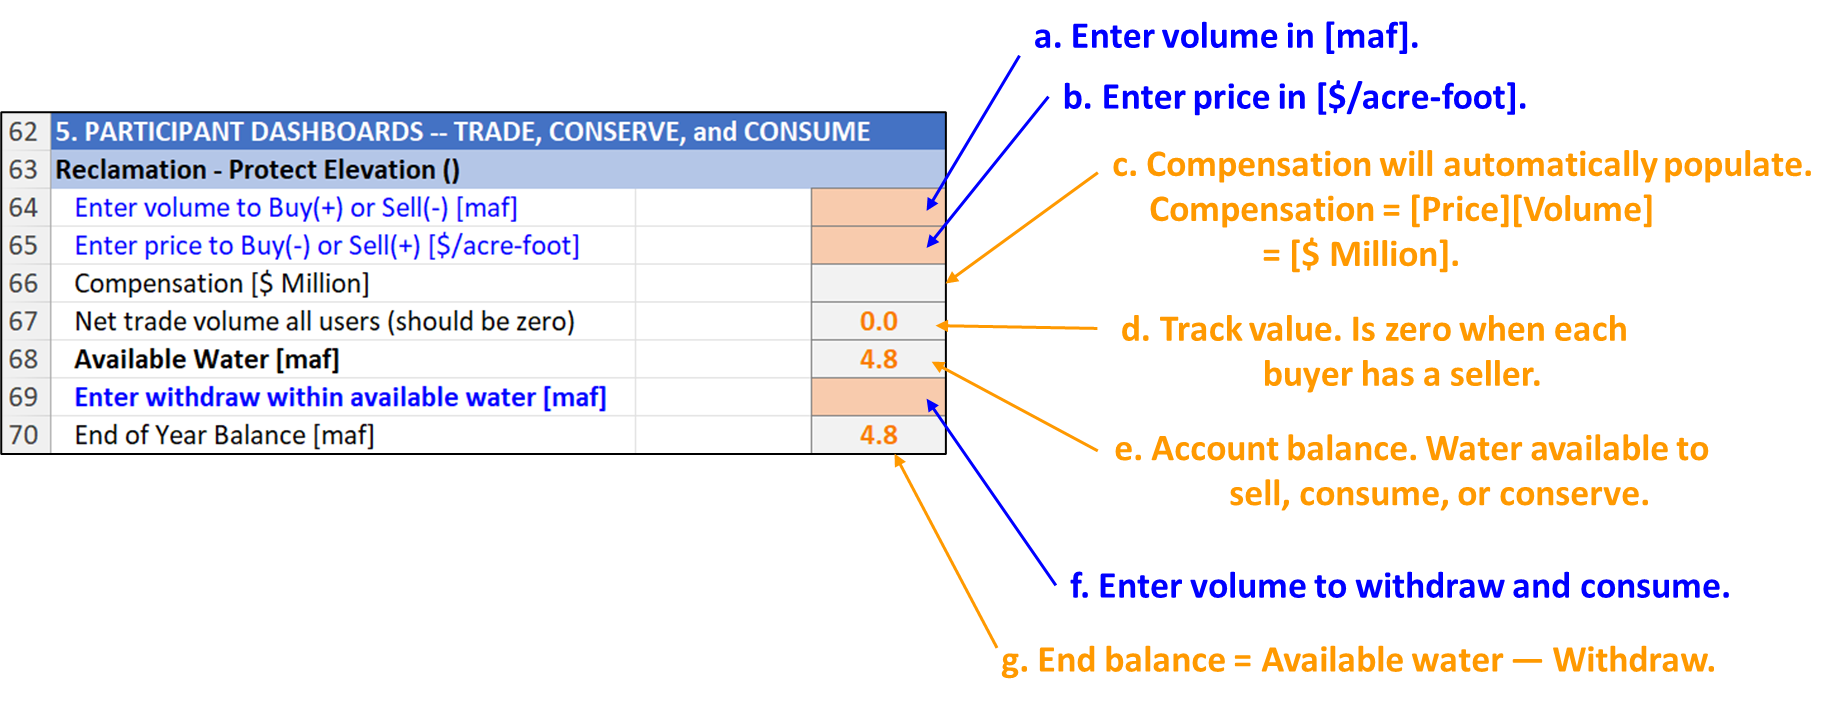 a. Enter volume in [maf].
b. Enter price in [$/acre-foot].
62 5. PARTICIPANT DASHBOARDS -- TRADE, CONSERVE, and CONSUME
63 Reclamation - Protect Elevation ()
64 Enter volume to Buy(+) or Sell(-) [maf]
65 Enter price to Buy(-) or Sell(+) [$/acre-foot]
66 Compensation [$ Million]
67 Net trade volume all users (should be zero) 0.0
68 Available Water [maf] 4.8
69 Enter withdraw within available water [maf]
70 End of Year Balance [maf] 4.8
c. Compensation will automatically populate.
Compensation = [Price][Volume]
= [$ Million].
d. Track value. Is zero when each
buyer has a seller.
e. Account balance. Water available to
sell, consume, or conserve.
f. Enter volume to withdraw and consume.
g. End balance = Available water — Withdraw.